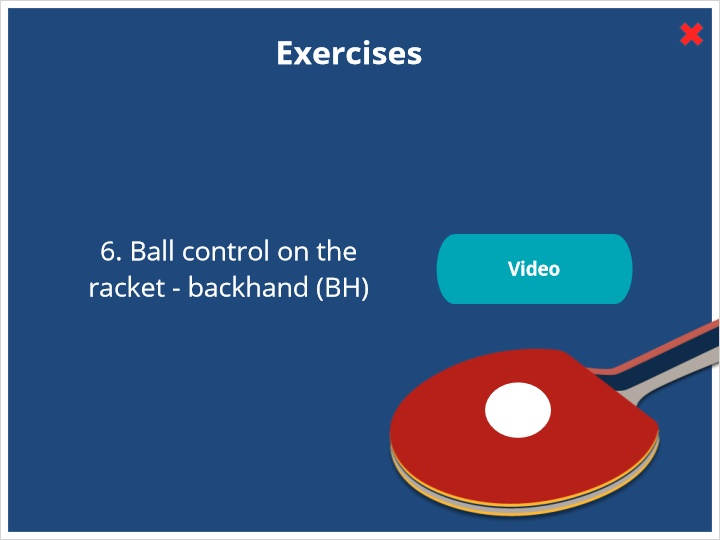 Exercises
6. Ball control on the
racket - backhand (BH)
Video